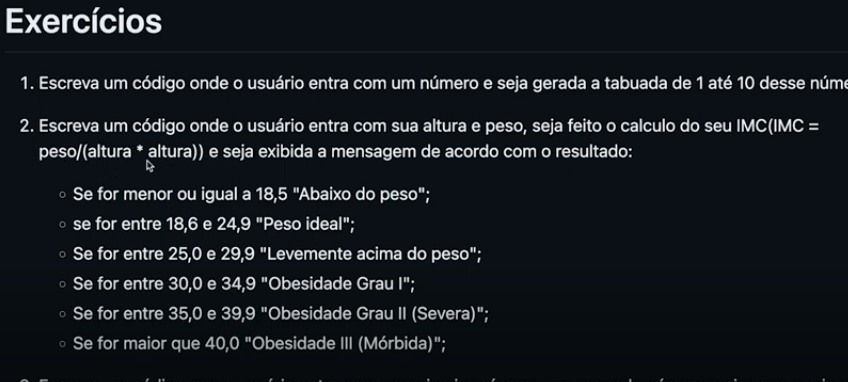 Exercícios
1. Escreva um código onde o usuário entra com um número e seja gerada a tabuada de 1 até 10 desse núme
2. Escreva um código onde o usuário entra com sua altura e peso, seja feito o calculo do seu IMC(IMC =
peso/(altura * altura)) e seja exibida a mensagem de acordo com o resultado:
Se for menor ou igual a 18,5 "Abaixo do peso";
se for entre 18,6 e 24,9 "Peso ideal";
Se for entre 25,0 e 29,9 "Levemente acima do peso";
Se for entre 30,0 e 34,9 "Obesidade Grau I";
Se for entre 35,0 e 39,9 "Obesidade Grau II (Severa)";
Se for maior que 40,0 "Obesidade III (Mórbida)";